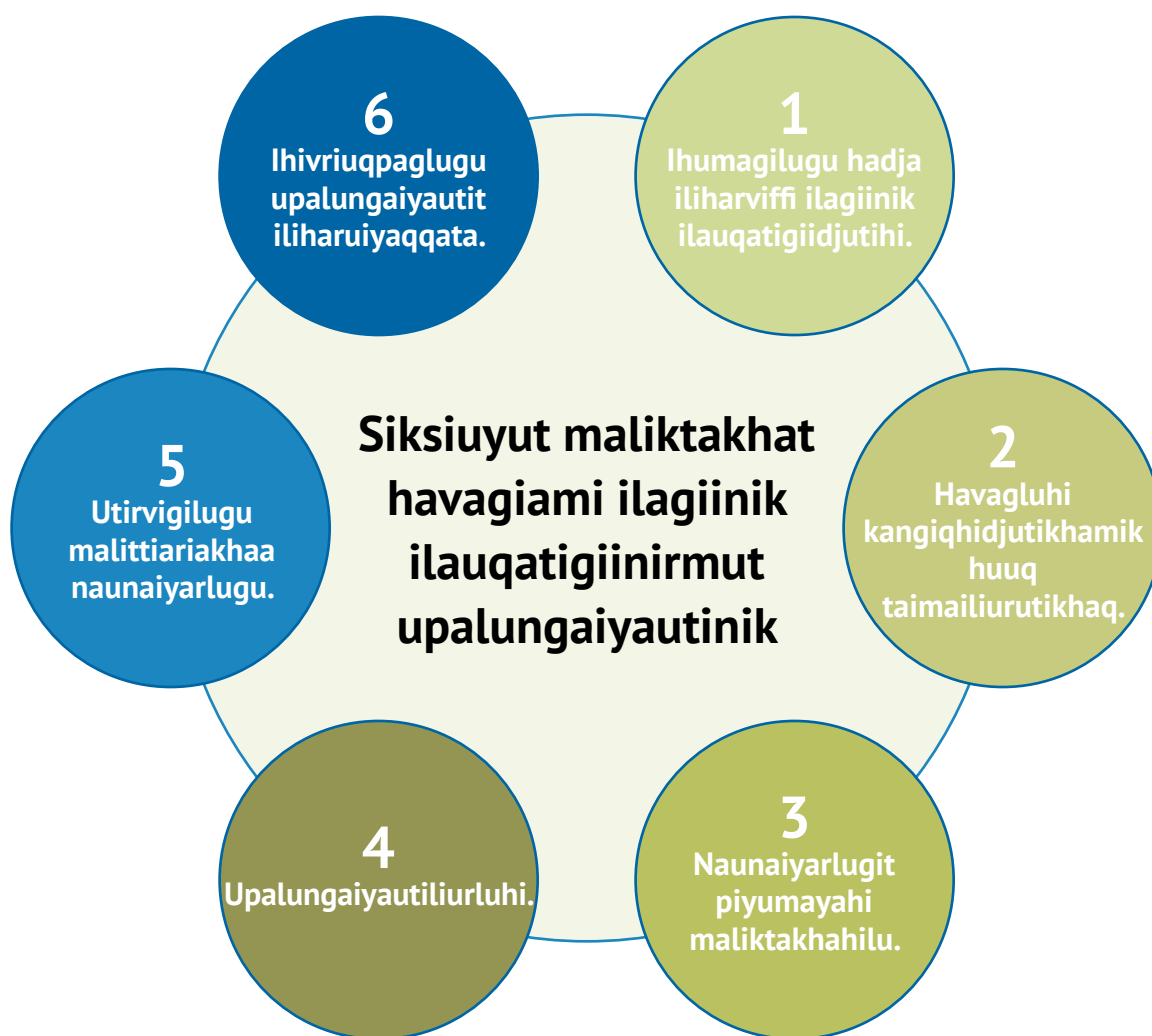 Siksiuyut maliktakhat
havagiami ilagiinik
ilauqatigiinirmut
upalungaiyautinik
1
Ihumagilugu hadja
iliharviffi ilagiinik
ilauqatigiidjutihi.
2
Havagluhi
kangiqhidjutikhamik
huuq
taimailiurutikhaq.
3
Naunaiyarlugit
piyumayahi
maliktakhahilu.
4
Upalungaiyautiliurluhi.
5
Utirvigilugu
malittiariakhaa
naunaiyarlugu.
6
Ihivriuqpaglugu
upalungaiyautit
iliharuiyaqqata.